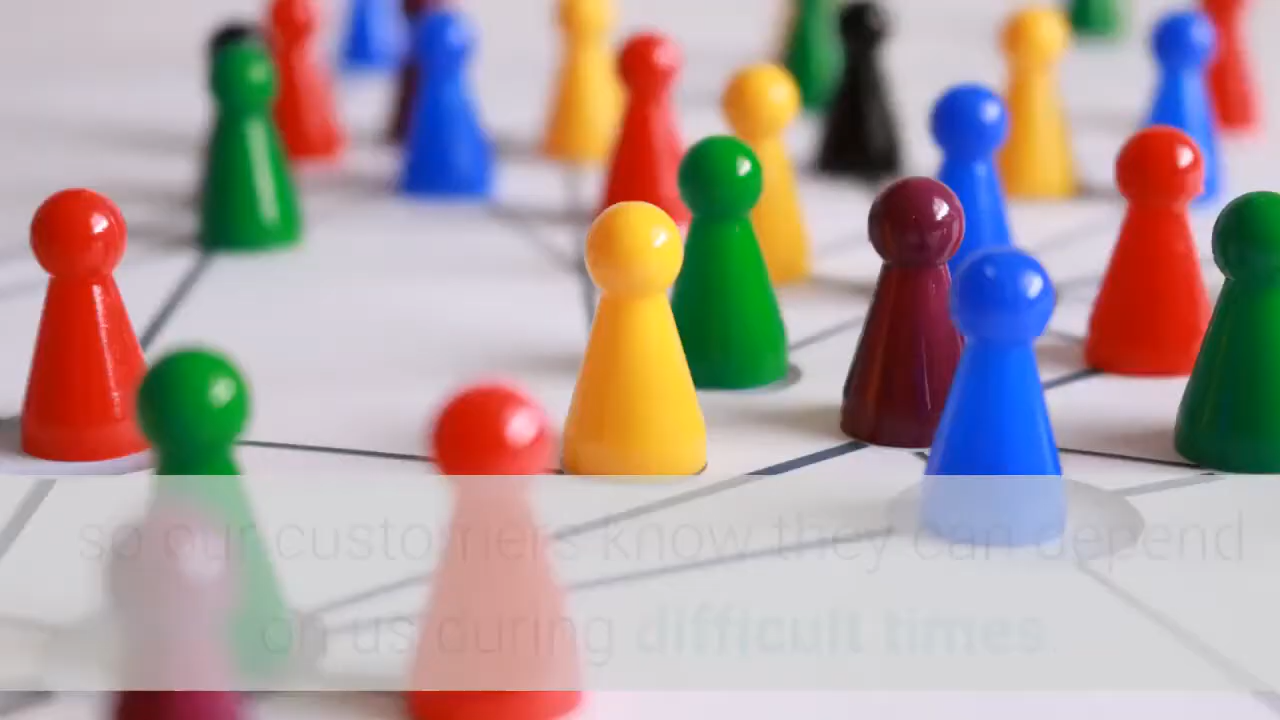 so our customers know they can depend
on us during difficult times.